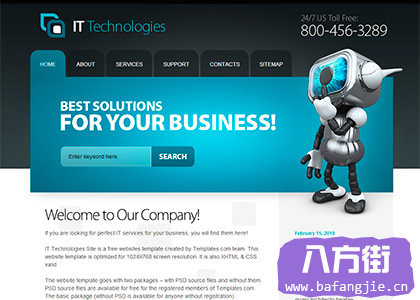 IT Technologies
24/7 US Toll Free:
800-456-3289
HOME ABOUT SERVICES SUPPORT CONTACTS SITEMAP
BEST SOLUTIONS
FOR YOUR BUSINESS!
Enter keyword here SEARCH
Welcome to Our Company!
If you are looking for perfect IT services for your business, you will find them here!
IT Technologies Site is a free websites template created by Templates.com team. This
website template is optimized for 1024X768 screen resolution. It is also XHTML & CSS
valid.
The website template goes two packages – with PSD source files and without them.
PSD source files are available for free for the registered members of Templates.com.
The basic package (without PSD is available for anyone without registration)
February 15, 2010
八方街
www.bafangjie.cn